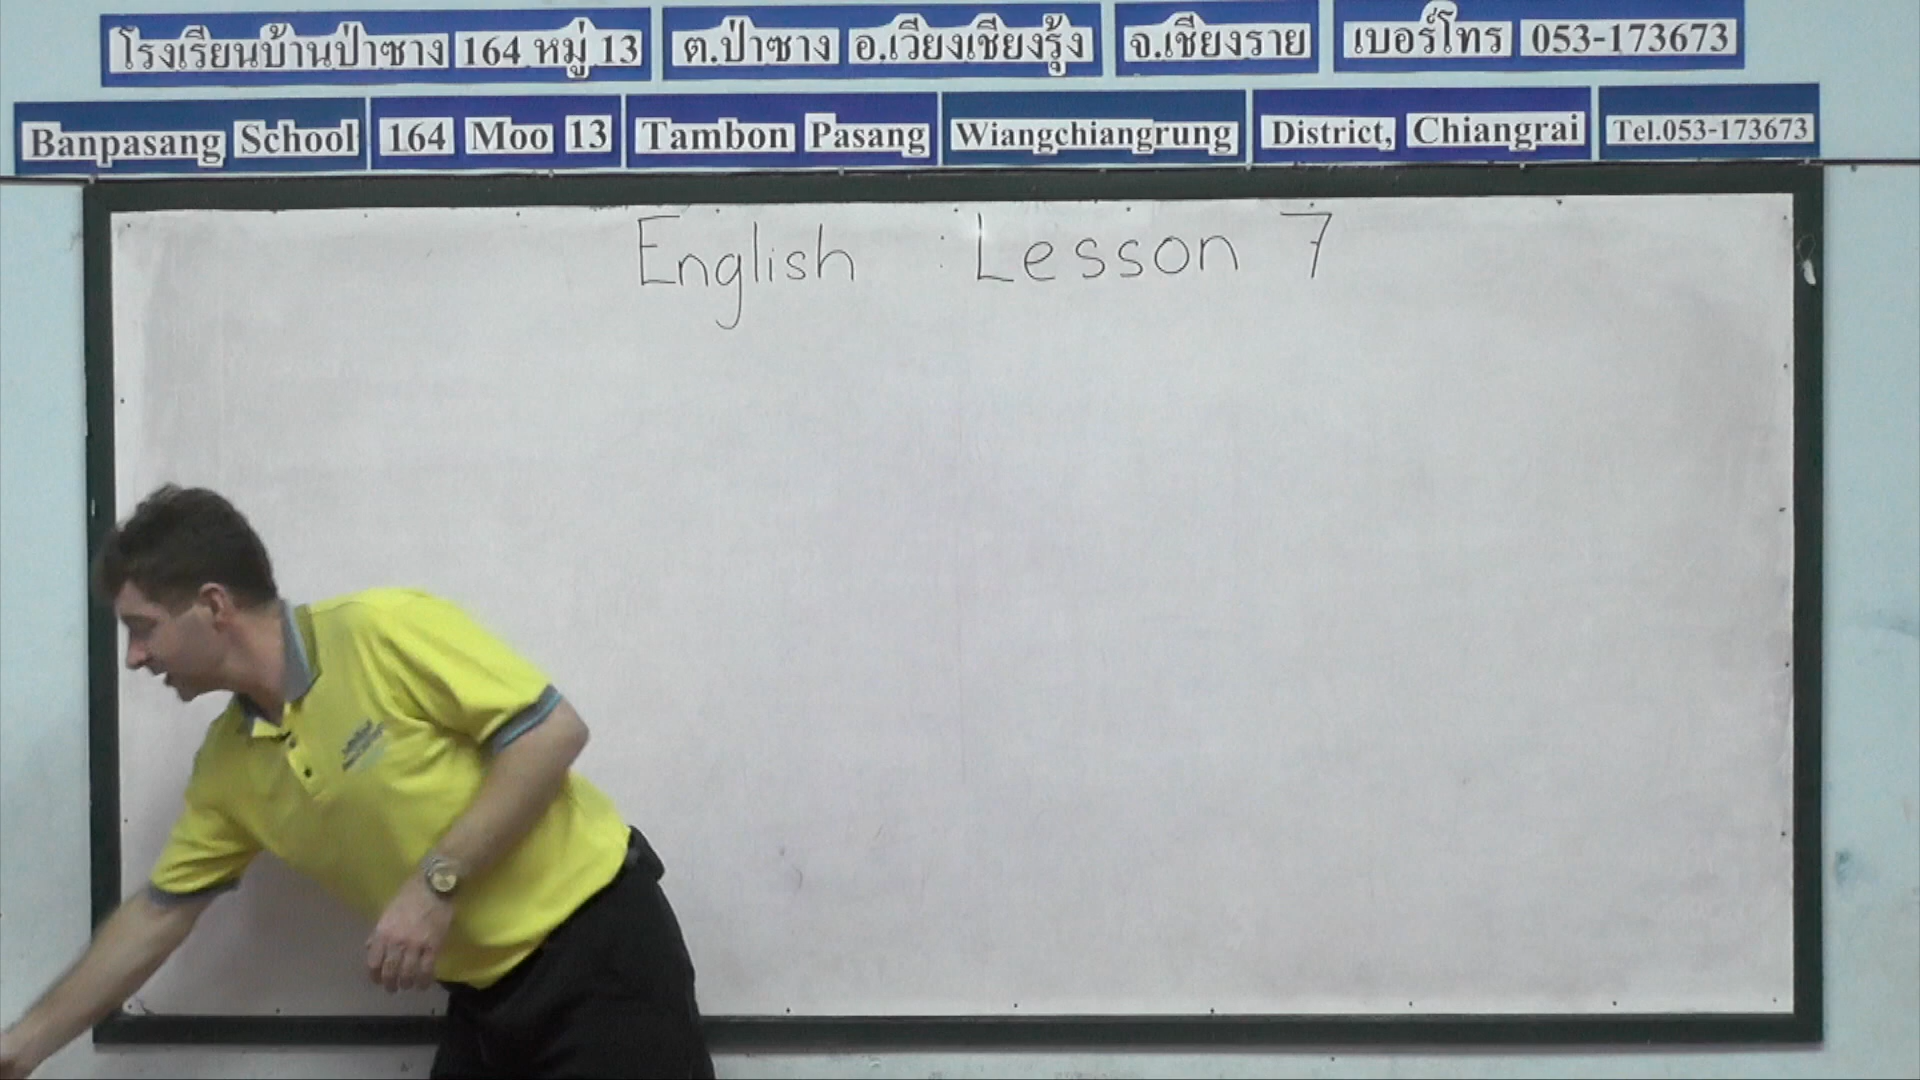 โรงเรียนบ้านป่าซาง 164 หมู่ 13 ต.ป่าซาง อ.เวียงเชียงรุ้ง จ.เชียงราย เบอร์โทร 053-173673
Banpasang School 164 Moo 13 Tambon Pasang Wiangchiangrung District, Chiangrai Tel.053-173673
English : Lesson 7